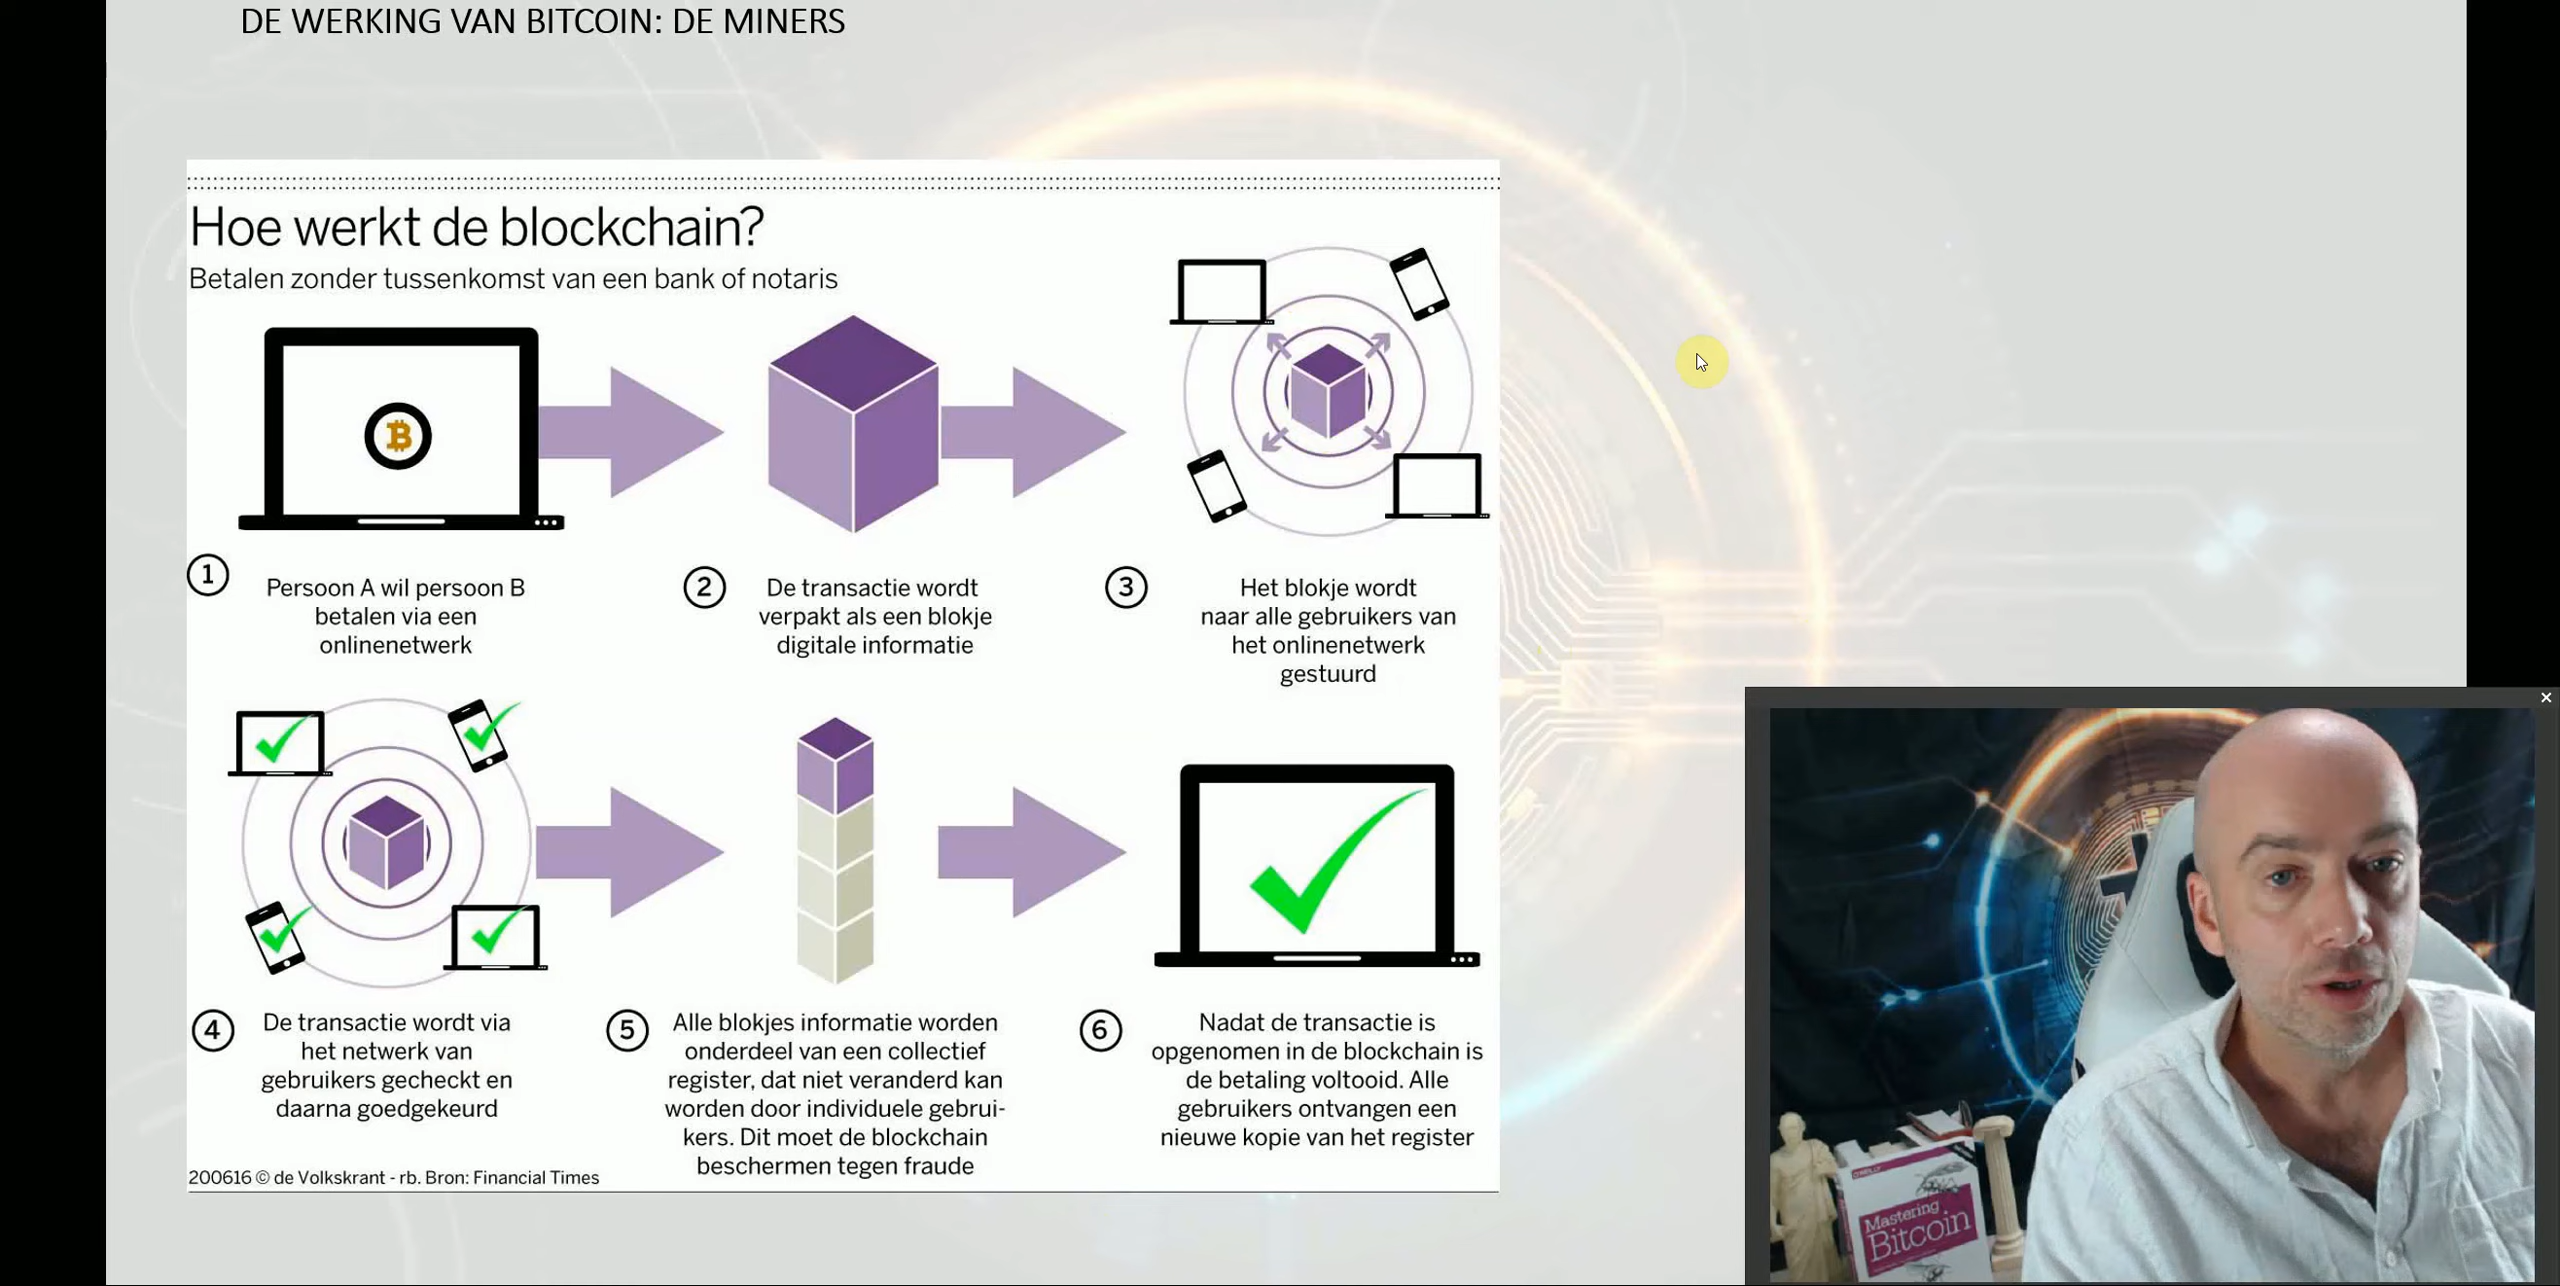 DE WERKING VAN BITCOIN: DE MINERS
Hoe werkt de blockchain?
Betalen zonder tussenkomst van een bank of notaris
1
Persoon A wil persoon B
betalen via een
onlinenetwerk
2
De transactie wordt
verpakt als een blokje
digitale informatie
3
Het blokje wordt
naar alle gebruikers van
het onlinenetwerk
gestuurd
4
De transactie wordt via
het netwerk van
gebruikers gecheckt en
daarna goedgekeurd
5
Alle blokjes informatie worden
onderdeel van een collectief
register, dat niet veranderd kan
worden door individuele gebrui-
kers. Dit moet de blockchain
beschermen tegen fraude
6
Nadat de transactie is
opgenomen in de blockchain is
de betaling voltooid. Alle
gebruikers ontvangen een
nieuwe kopie van het register
200616 © de Volkskrant - rb. Bron: Financial Times
O'REILLY
Mastering
Bitcoin